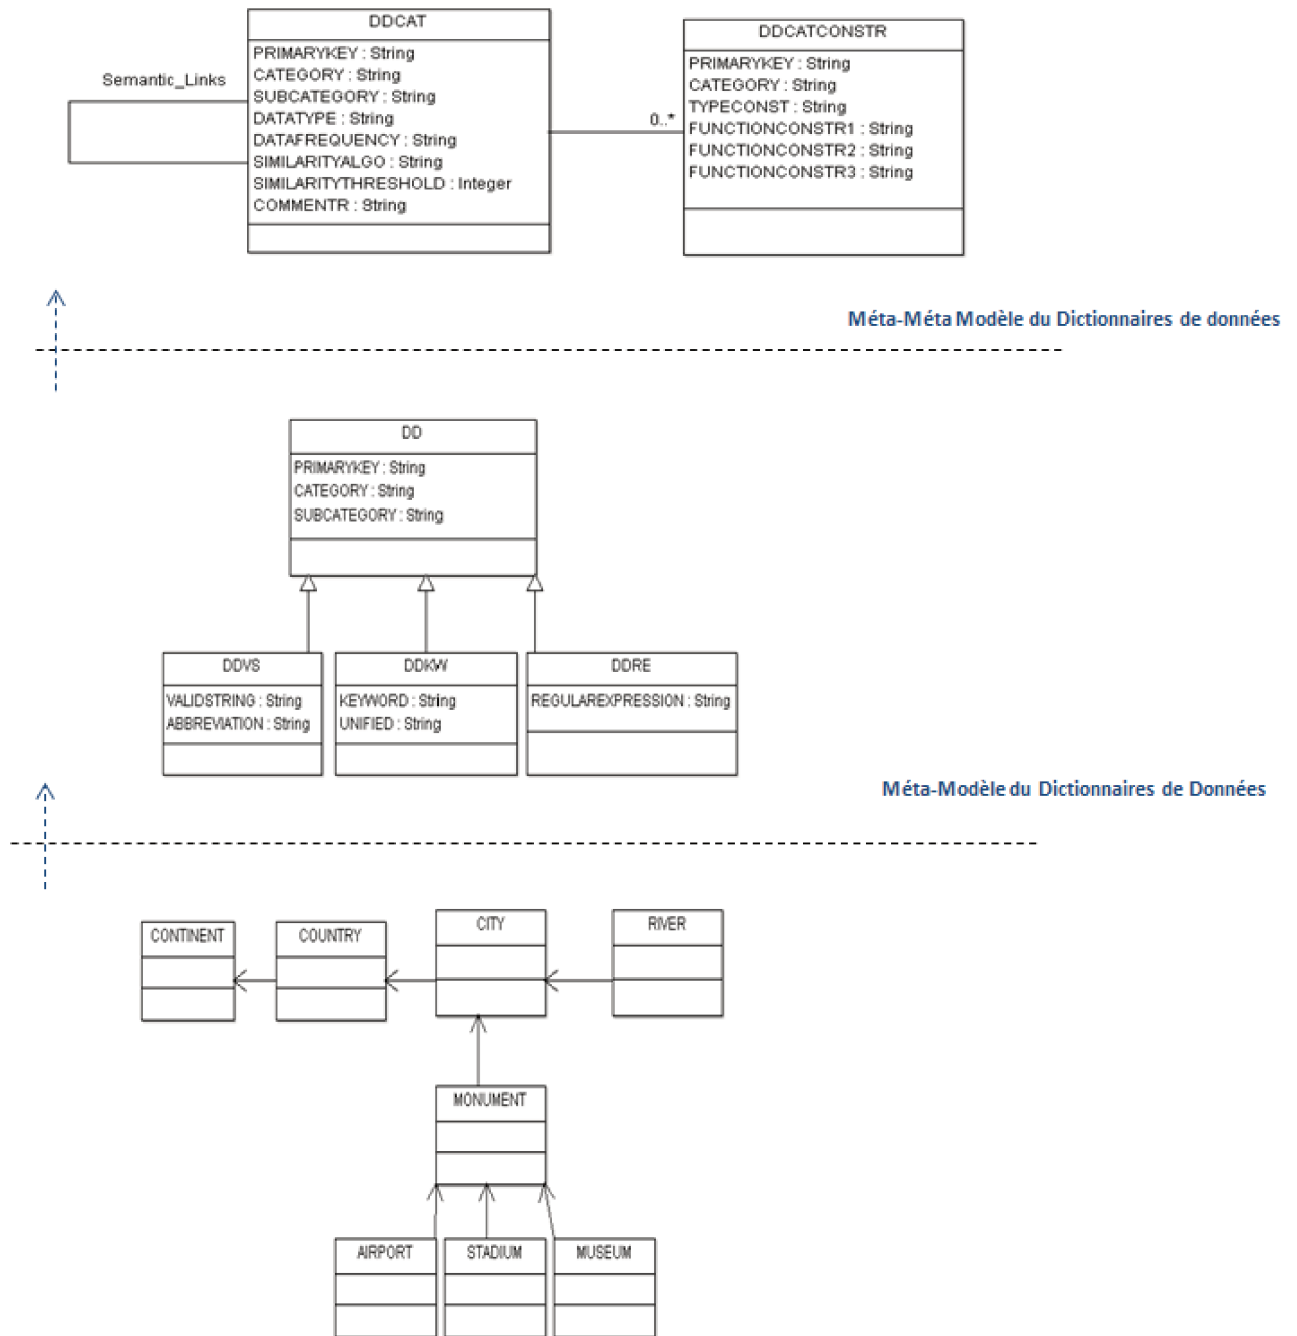 DDCAT
PRIMARYKEY : String
CATEGORY : String
SUBCATEGORY : String
DATATYPE : String
DATAFREQUENCY : String
SIMILARITYALGO : String
SIMILARITYTHRESHOLD : Integer
COMMENTR : String
Semantic_Links
0..*
DDCATCONSTR
PRIMARYKEY : String
CATEGORY : String
TYPECONST : String
FUNCTIONCONSTR1 : String
FUNCTIONCONSTR2 : String
FUNCTIONCONSTR3 : String
Méta-Méta Modèle du Dictionnaires de données
DD
PRIMARYKEY : String
CATEGORY : String
SUBCATEGORY : String
DDVS
VALIDSTRING : String
ABBREVIATION : String
DDKW
KEYWORD : String
UNIFIED : String
DDRE
REGULAREXPRESSION : String
Méta-Modèle du Dictionnaires de Données
CONTINENT
COUNTRY
CITY
RIVER
MONUMENT
AIRPORT
STADIUM
MUSEUM